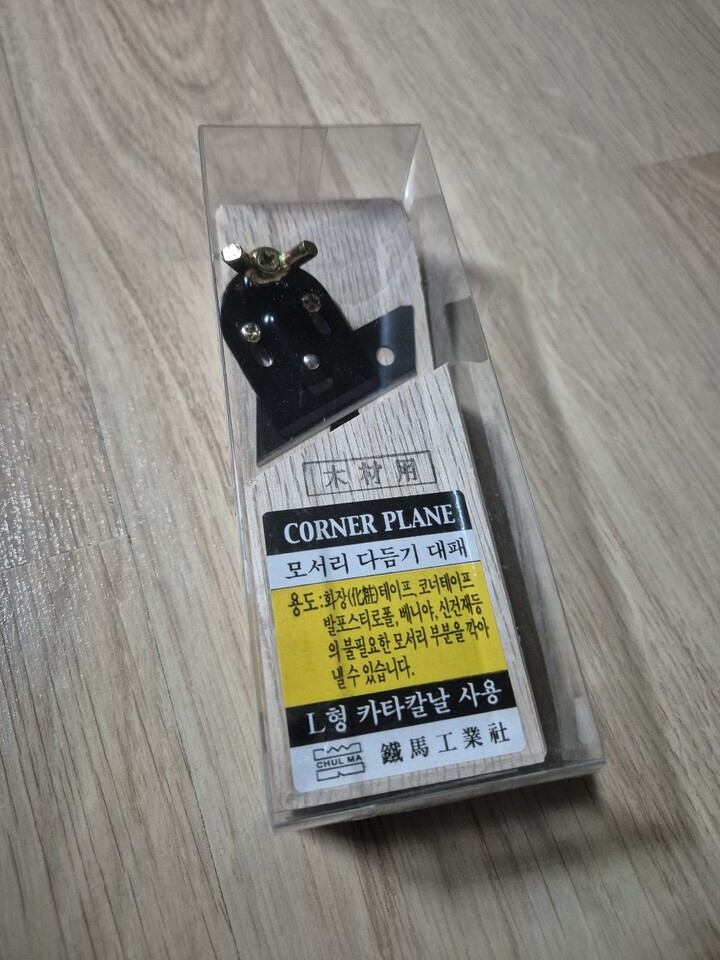 木材用
CORNER PLANE
모서리 다듬기 대패
용도:화장(化粧)테이프, 코너테이프
발포스티로폴, 베니야, 신건재등
의 불필요한 모서리 부분을 깍아
낼수 있습니다.
L형 카타칼날 사용
CHUL MA
鐵馬工業社